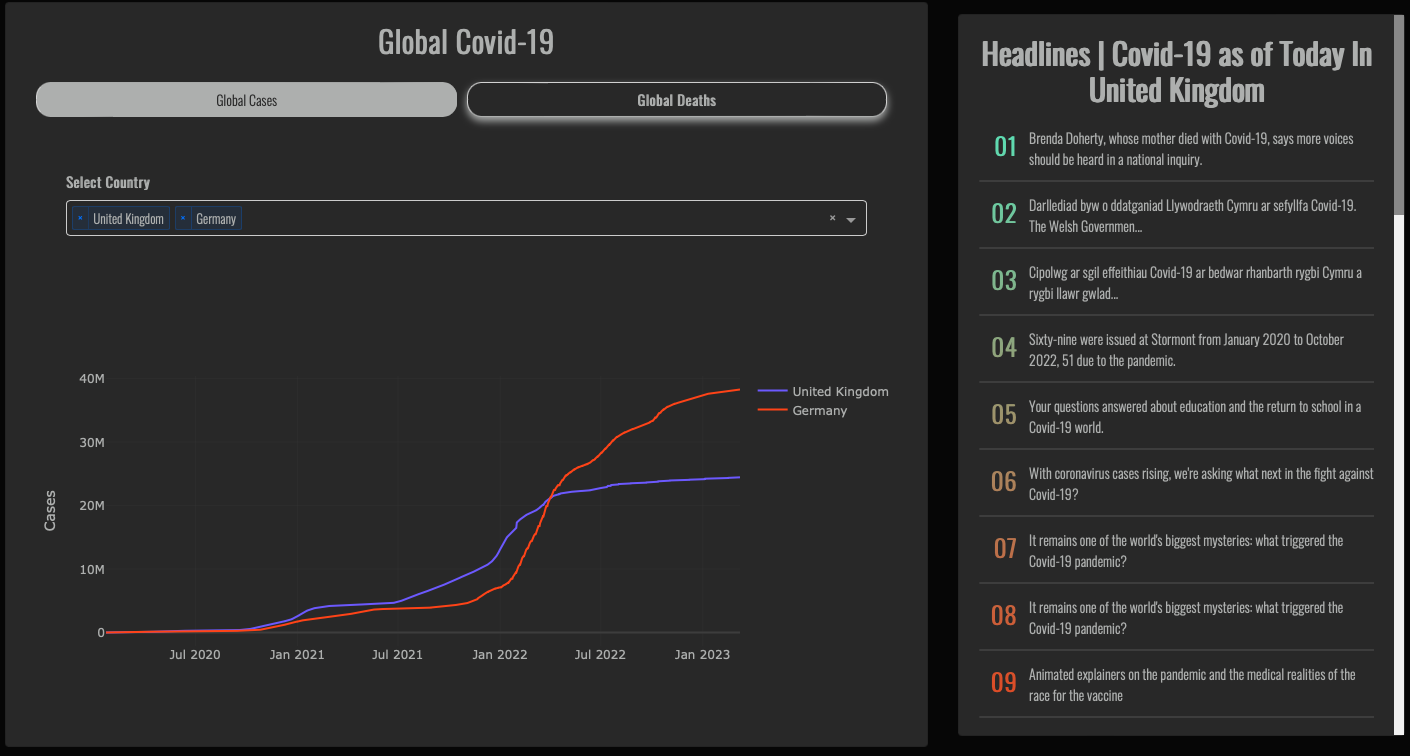 Global Covid-19
Global Cases
Global Deaths
Select Country
× United Kingdom × Germany ×
40M
30M
20M
10M
0
Cases
Jul 2020 Jan 2021 Jul 2021 Jan 2022 Jul 2022 Jan 2023
United Kingdom
Germany
Headlines | Covid-19 as of Today In
United Kingdom
01 Brenda Doherty, whose mother died with Covid-19, says more voices
should be heard in a national inquiry.
02 Darllediad byw o ddatganiad Llywodraeth Cymru ar sefyllfa Covid-19.
The Welsh Governmen...
03 Cipolwg ar sgil effeithiau Covid-19 ar bedwar rhanbarth rygbi Cymru a
rygbi llawr gwlad...
04 Sixty-nine were issued at Stormont from January 2020 to October
2022, 51 due to the pandemic.
05 Your questions answered about education and the return to school in a
Covid-19 world.
06 With coronavirus cases rising, we're asking what next in the fight against
Covid-19?
07 It remains one of the world's biggest mysteries: what triggered the
Covid-19 pandemic?
08 It remains one of the world's biggest mysteries: what triggered the
Covid-19 pandemic?
09 Animated explainers on the pandemic and the medical realities of the
race for the vaccine